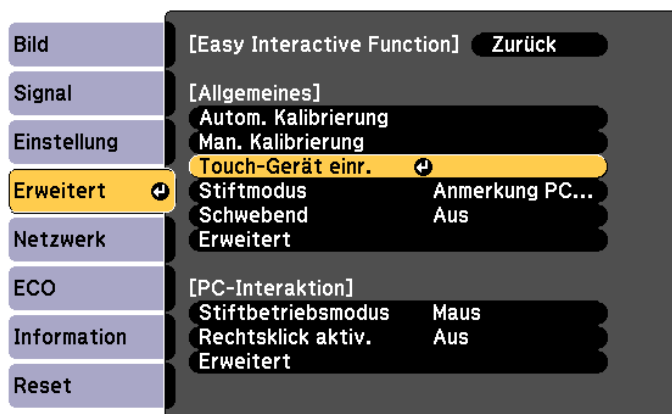 Bild
Signal
Einstellung
Erweitert
Netzwerk
ECO
Information
Reset
[Easy Interactive Function] Zurück
[Allgemeines]
Autom. Kalibrierung
Man. Kalibrierung
Touch-Gerät einr.
Stiftmodus Anmerkung PC...
Schwebend Aus
Erweitert
[PC-Interaktion]
Stiftbetriebsmodus Maus
Rechtsklick aktiv. Aus
Erweitert